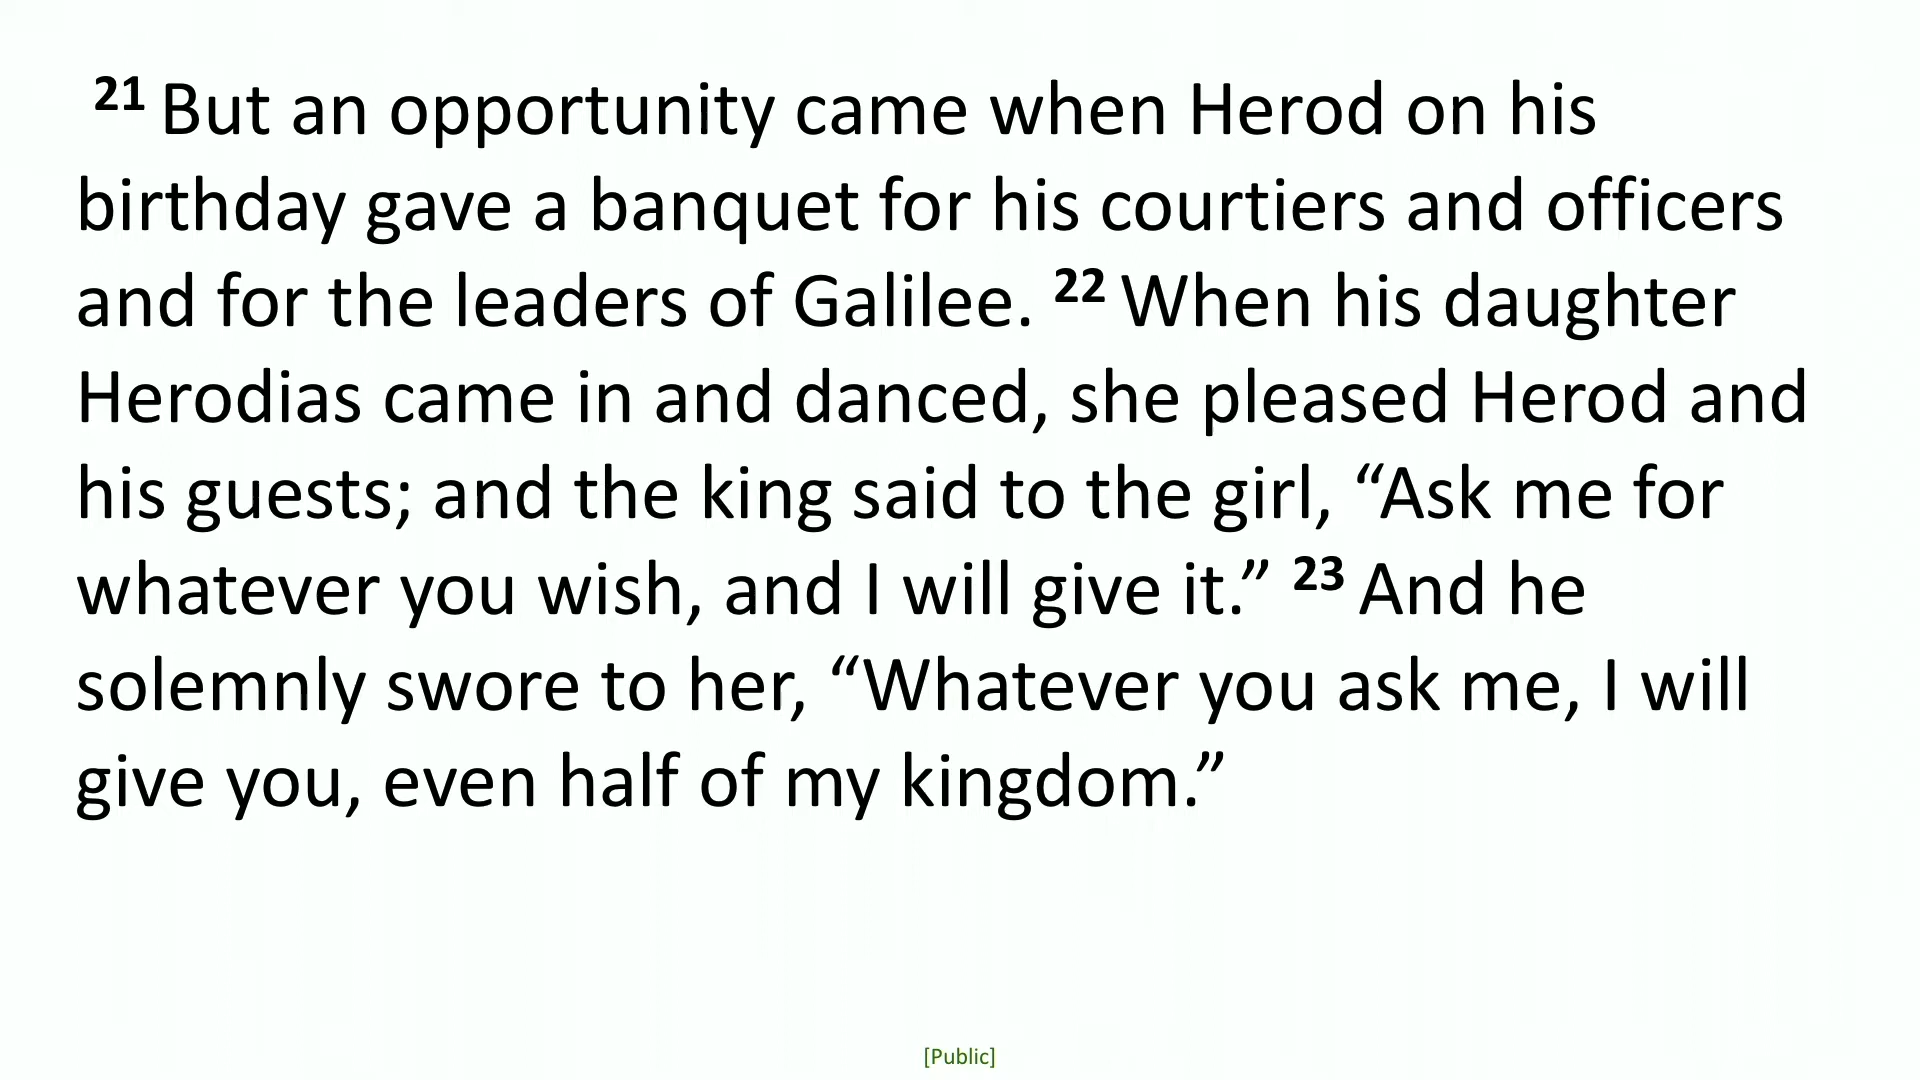 21 But an opportunity came when Herod on his
birthday gave a banquet for his courtiers and officers
and for the leaders of Galilee. 22 When his daughter
Herodias came in and danced, she pleased Herod and
his guests; and the king said to the girl, “Ask me for
whatever you wish, and I will give it.” 23 And he
solemnly swore to her, “Whatever you ask me, I will
give you, even half of my kingdom.”
[Public]